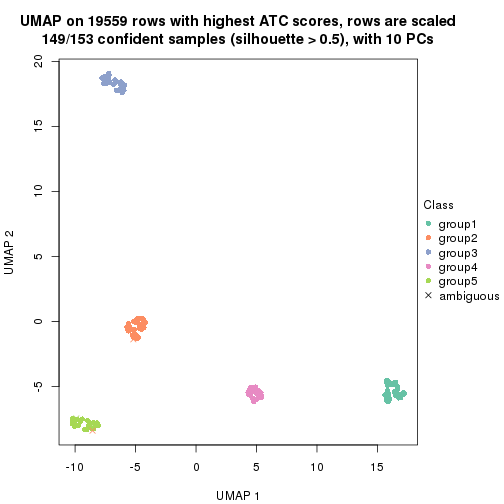 UMAP on 19559 rows with highest ATC scores, rows are scaled
149/153 confident samples (silhouette > 0.5), with 10 PCs
20
15
10
5
0
-5
UMAP 2
-10
-5
0
5
10
15
UMAP 1
Class
group1
group2
group3
group4
group5
ambiguous